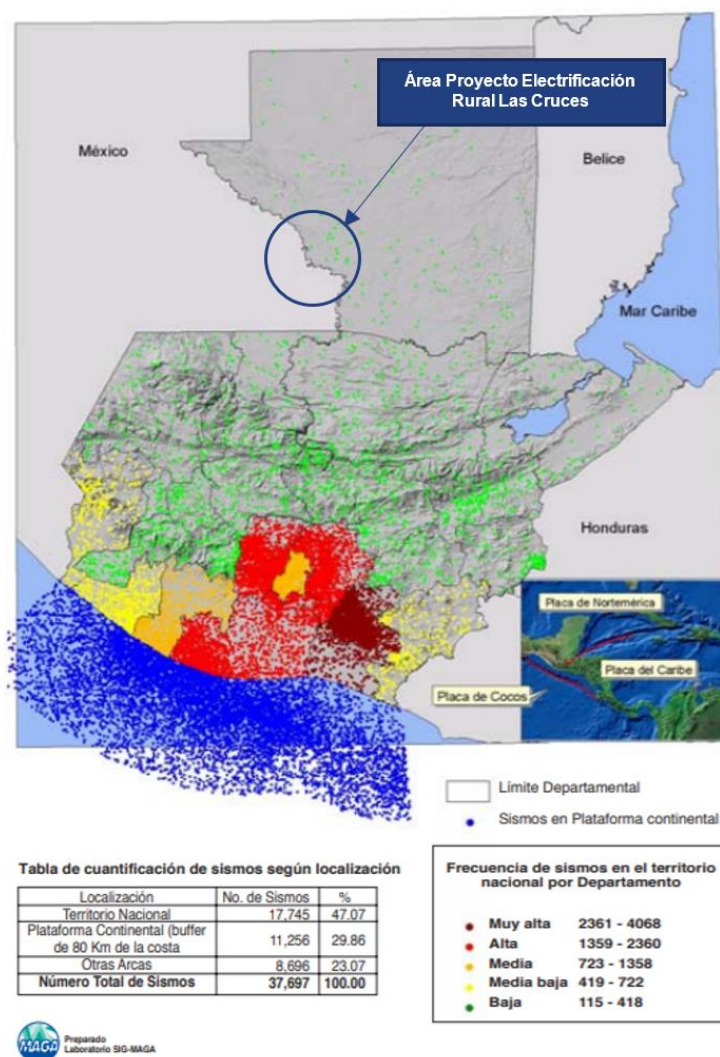 Área Proyecto Electrificación
Rural Las Cruces
México
Belice
Mar Caribe
Honduras
Placa de Nortemérica
Placa del Caribe
Placa de Cocos
Límite Departamental
Sismos en Plataforma continental
Tabla de cuantificación de sismos según localización
Localización No. de Sismos %
Territorio Nacional 17,745 47.07
Plataforma Continental (buffer
de 80 Km de la costa 11,256 29.86
Otras Arcas 8,696 23.07
Número Total de Sismos 37,697 100.00
Frecuencia de sismos en el territorio
nacional por Departamento
Muy alta 2361 - 4068
Alta 1359 - 2360
Media 723 - 1358
Media baja 419 - 722
Baja 115 - 418
MAGA
Preparado
Laboratorio SIG-MAGA